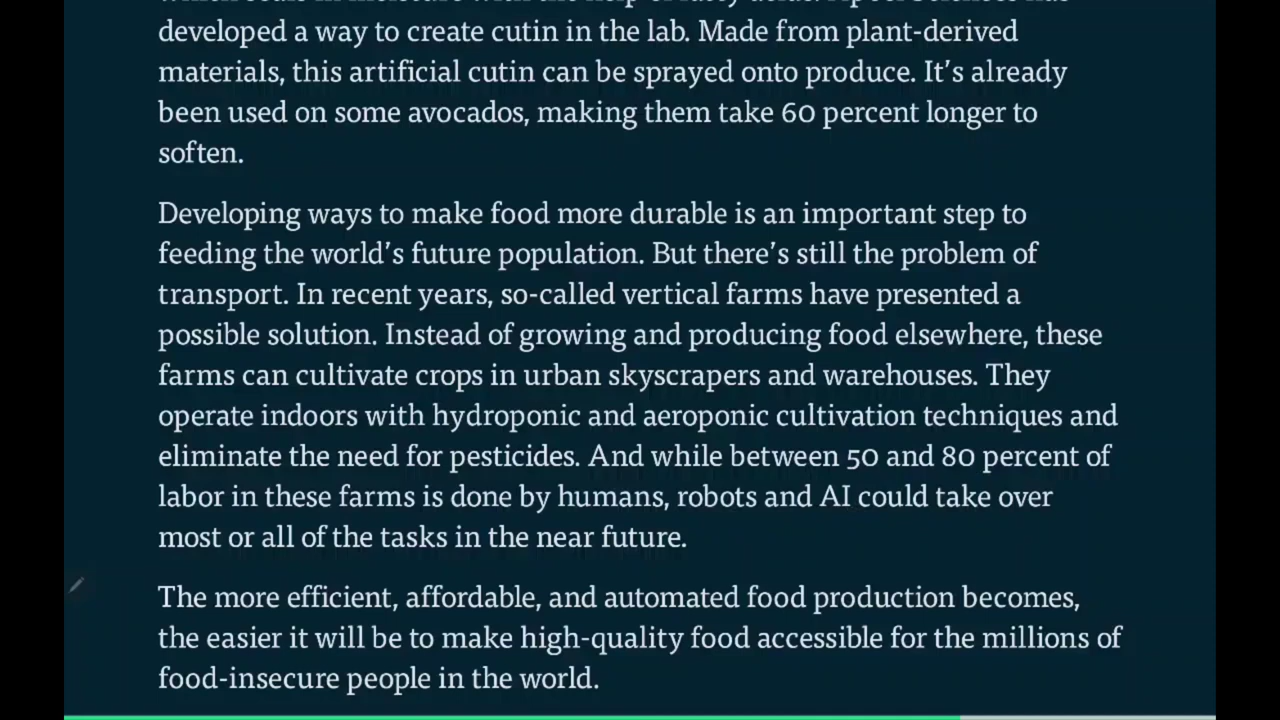 developed a way to create cutin in the lab. Made from plant-derived
materials, this artificial cutin can be sprayed onto produce. It’s already
been used on some avocados, making them take 60 percent longer to
soften.
Developing ways to make food more durable is an important step to
feeding the world’s future population. But there’s still the problem of
transport. In recent years, so-called vertical farms have presented a
possible solution. Instead of growing and producing food elsewhere, these
farms can cultivate crops in urban skyscrapers and warehouses. They
operate indoors with hydroponic and aeroponic cultivation techniques and
eliminate the need for pesticides. And while between 50 and 80 percent of
labor in these farms is done by humans, robots and AI could take over
most or all of the tasks in the near future.
The more efficient, affordable, and automated food production becomes,
the easier it will be to make high-quality food accessible for the millions of
food-insecure people in the world.